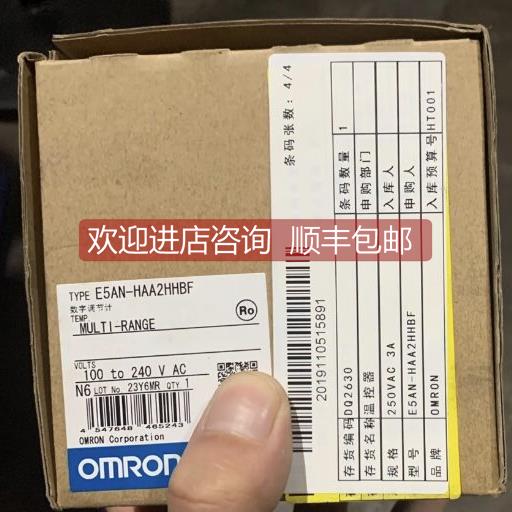 欢迎进店咨询 顺丰包邮
TYPE E5AN-HAA2HHBF
数字调节计
TEMP.
MULTI-RANGE
Ro
VOLTS
100 to 240 V AC
N6 LOT No. 23Y6MR QTY 1
4 547648 465243
OMRON Corporation
OMRON
条码张数: 4/4
2019110515891
存货编码 DQ2630 条码数量 1
存货名称 温控器 申购部门
规格 250VAC 3A 入库人
型号 E5AN-HAA2HHBF 申购人
品牌 OMRON 入库预算号 HT001